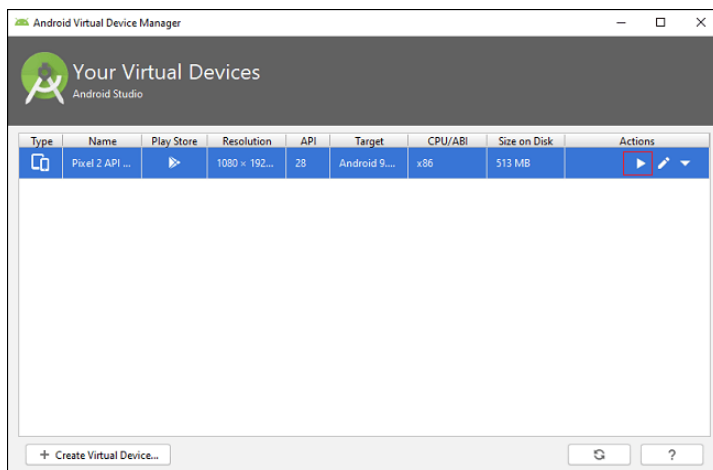 Android Virtual Device Manager
Your Virtual Devices
Android Studio
Type Name Play Store Resolution API Target CPU/ABI Size on Disk Actions
Pixel 2 API ... 1080 × 192... 28 Android 9.... x86 513 MB
+ Create Virtual Device... ?